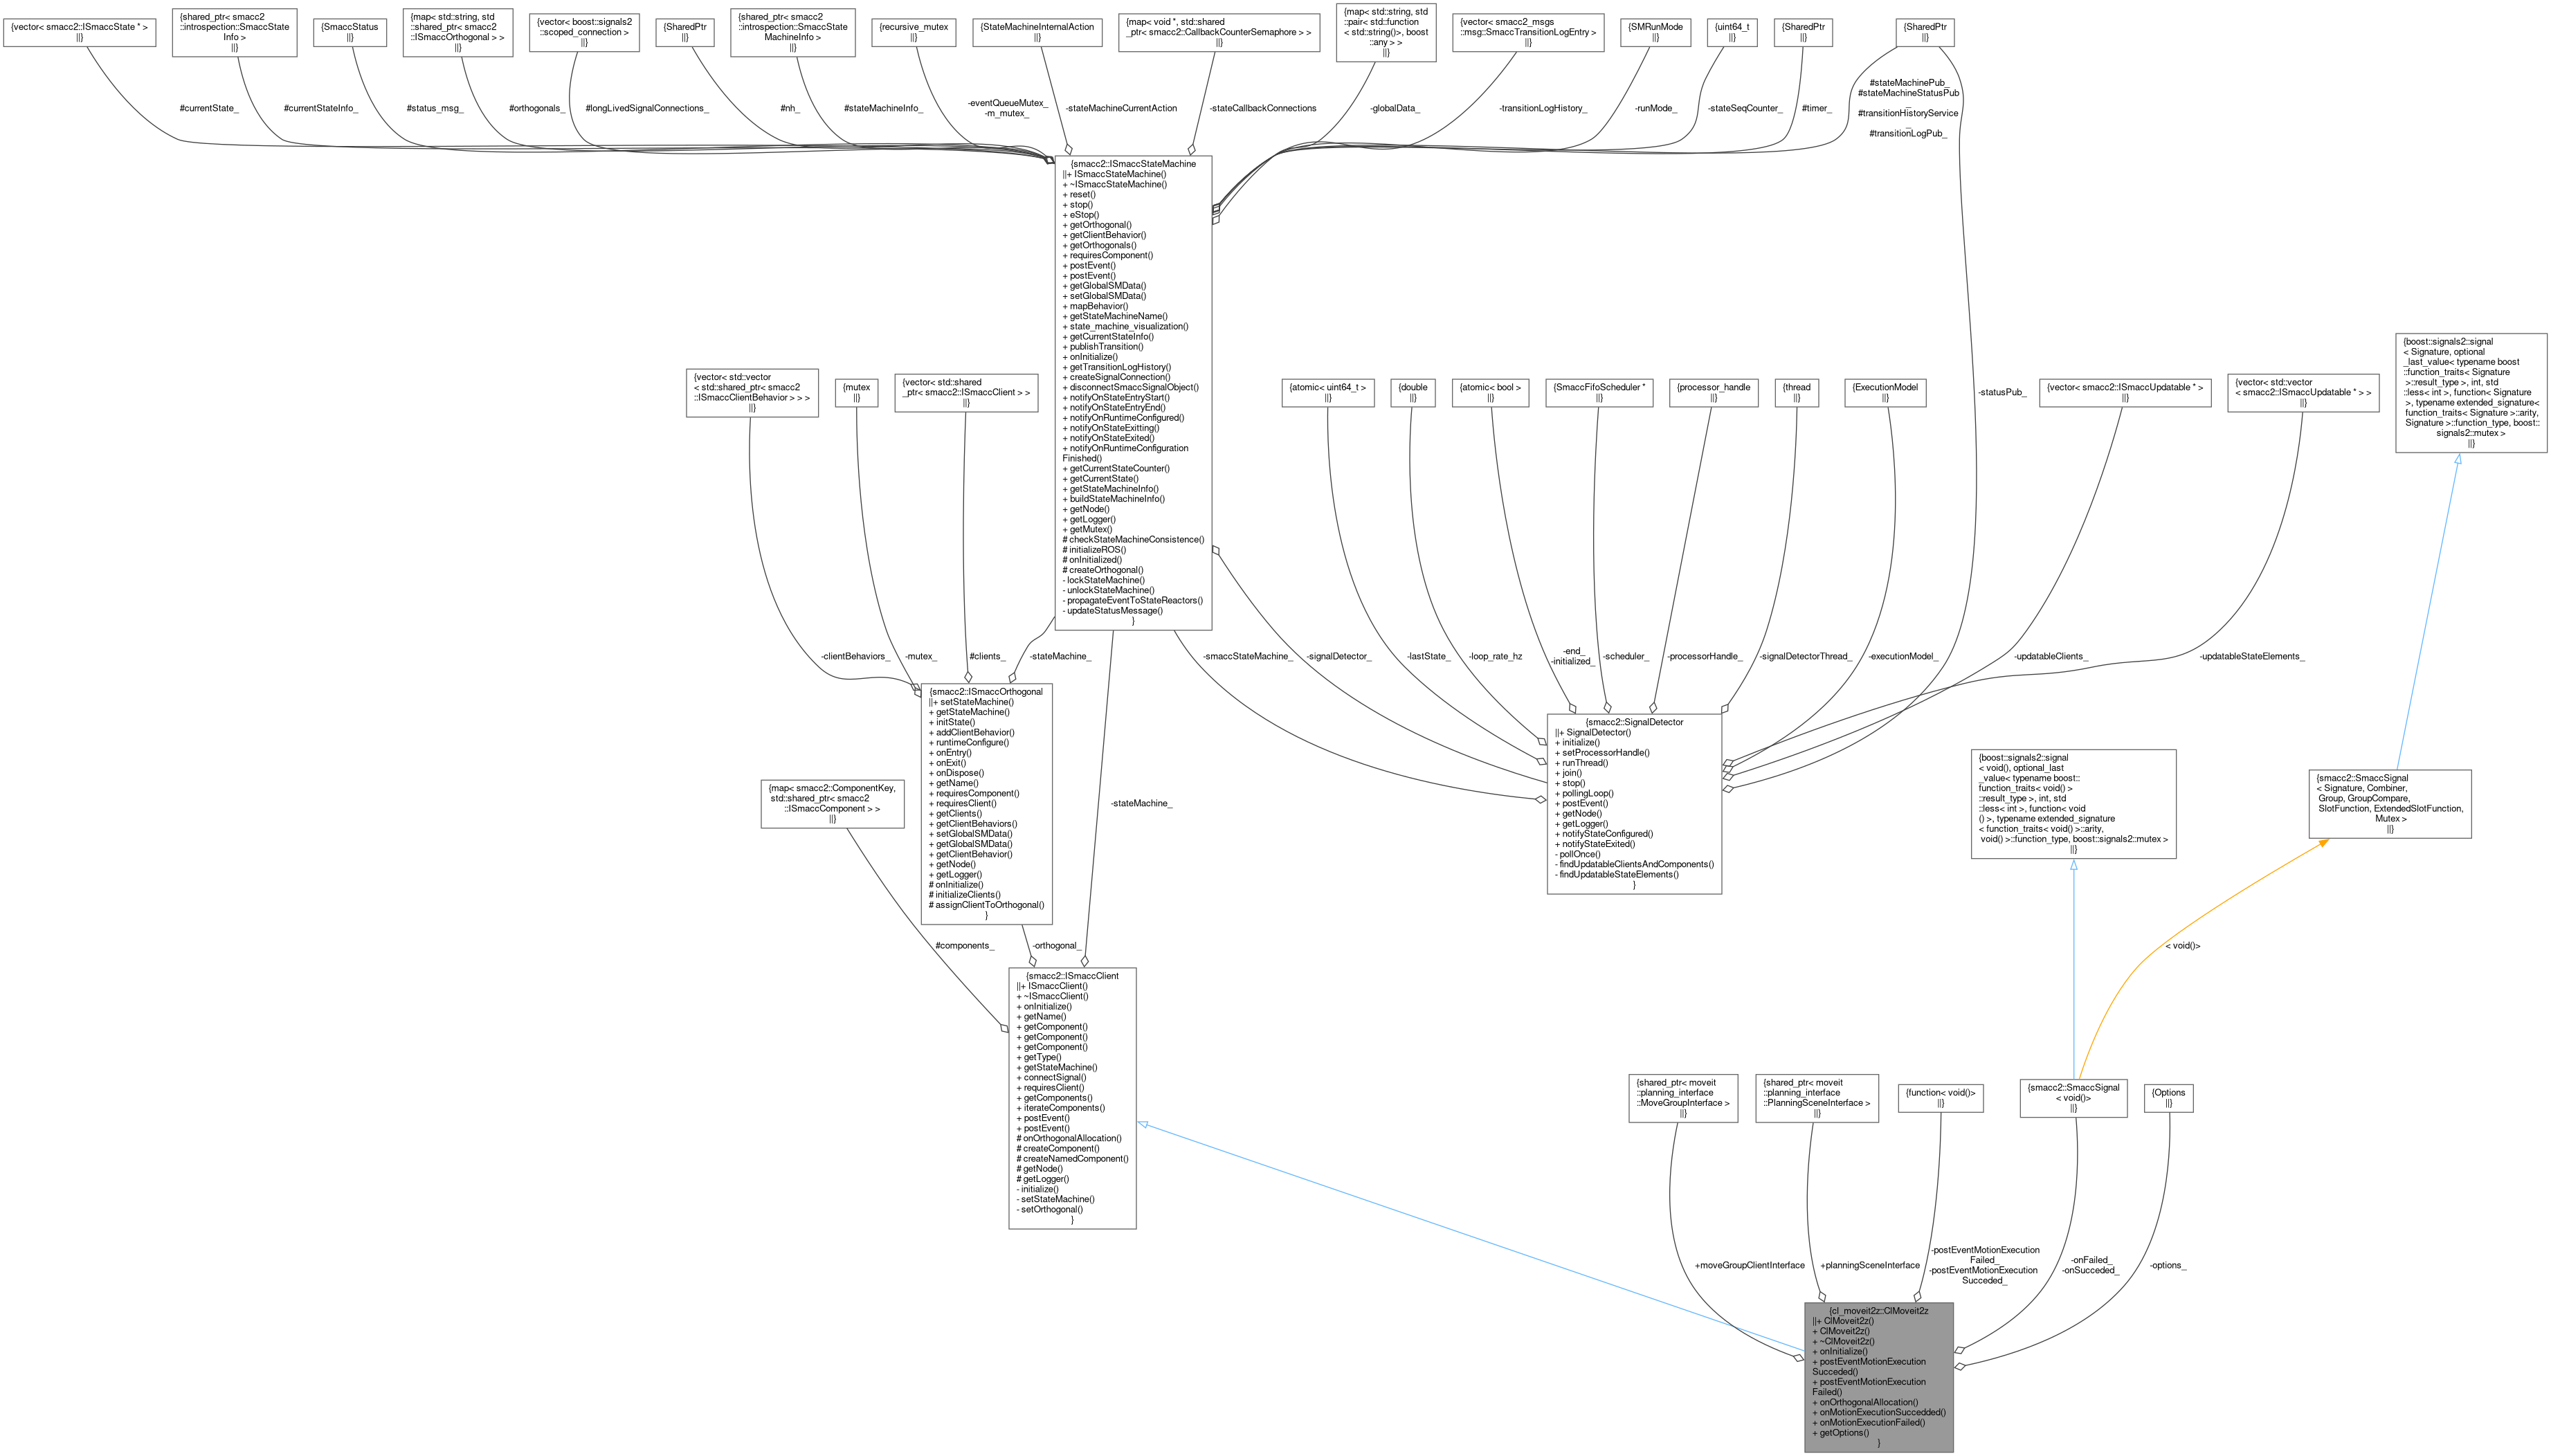 {vector< smacc2::ISmaccState * >
||}
{shared_ptr< smacc2
::introspection::SmaccState
Info >
||}
{SmaccStatus
||}
{map< std::string, std
::shared_ptr< smacc2
::ISmaccOrthogonal > >
||}
{vector< boost::signals2
::scoped_connection >
||}
{SharedPtr
||}
{shared_ptr< smacc2
::introspection::SmaccState
MachineInfo >
||}
{recursive_mutex
||}
{StateMachineInternalAction
||}
{map< void *, std::shared
_ptr< smacc2::CallbackCounterSemaphore > >
||}
{map< std::string, std
::pair< std::function
< std::string()>, boost
::any > >
||}
{vector< smacc2_msgs
::msg::SmaccTransitionLogEntry >
||}
{SMRunMode
||}
{uint64_t
||}
{SharedPtr
||}
{SharedPtr
||}
#currentState_
#currentStateInfo_
#status_msg_
#orthogonals_
#longLivedSignalConnections_
#nh_
#stateMachineInfo_
-eventQueueMutex_
-m_mutex_
-stateMachineCurrentAction
-stateCallbackConnections
-globalData_
-transitionLogHistory_
-runMode_
-stateSeqCounter_
#timer_
#stateMachinePub_
#stateMachineStatusPub
_
#transitionHistoryService
_
#transitionLogPub_
{smacc2::ISmaccStateMachine
||+ ISmaccStateMachine()
+ ~ISmaccStateMachine()
+ reset()
+ stop()
+ eStop()
+ getOrthogonal()
+ getClientBehavior()
+ getOrthogonals()
+ requiresComponent()
+ postEvent()
+ postEvent()
+ getGlobalSMData()
+ setGlobalSMData()
+ mapBehavior()
+ getStateMachineName()
+ state_machine_visualization()
+ getCurrentStateInfo()
+ publishTransition()
+ onInitialize()
+ getTransitionLogHistory()
+ createSignalConnection()
+ disconnectSmaccSignalObject()
+ notifyOnStateEntryStart()
+ notifyOnStateEntryEnd()
+ notifyOnRuntimeConfigured()
+ notifyOnStateExitting()
+ notifyOnStateExited()
+ notifyOnRuntimeConfiguration
Finished()
+ getCurrentStateCounter()
+ getCurrentState()
+ getStateMachineInfo()
+ buildStateMachineInfo()
+ getNode()
+ getLogger()
+ getMutex()
# checkStateMachineConsistence()
# initializeROS()
# onInitialized()
# createOrthogonal()
- lockStateMachine()
- unlockStateMachine()
- propagateEventToStateReactors()
- updateStatusMessage()
}
{vector< std::vector
< std::shared_ptr< smacc2
::ISmaccClientBehavior > > >
||}
{mutex
||}
{vector< std::shared
_ptr< smacc2::ISmaccClient > >
||}
{atomic< uint64_t >
||}
{double
||}
{atomic< bool >
||}
{SmaccFifoScheduler *
||}
{processor_handle
||}
{thread
||}
{ExecutionModel
||}
-statusPub_
{vector< smacc2::ISmaccUpdatable * >
||}
{vector< std::vector
< smacc2::ISmaccUpdatable * > >
||}
{boost::signals2::signal
< Signature, optional
_last_value< typename boost
::function_traits< Signature
>::result_type >, int, std
::less< int >, function< Signature
>, typename extended_signature<
function_traits< Signature >::arity,
Signature >::function_type, boost::
signals2::mutex >
||}
-clientBehaviors_
-mutex_
#clients_
-stateMachine_
-smaccStateMachine_
-signalDetector_
-lastState_
-loop_rate_hz
-end_
-initialized_
-scheduler_
-processorHandle_
-signalDetectorThread_
-executionModel_
-updatableClients_
-updatableStateElements_
{smacc2::ISmaccOrthogonal
||+ setStateMachine()
+ getStateMachine()
+ initState()
+ addClientBehavior()
+ runtimeConfigure()
+ onEntry()
+ onExit()
+ onDispose()
+ getName()
+ requiresComponent()
+ requiresClient()
+ getClients()
+ getClientBehaviors()
+ setGlobalSMData()
+ getGlobalSMData()
+ getClientBehavior()
+ getNode()
+ getLogger()
# onInitialize()
# initializeClients()
# assignClientToOrthogonal()
}
{smacc2::SignalDetector
||+ SignalDetector()
+ initialize()
+ setProcessorHandle()
+ runThread()
+ join()
+ stop()
+ pollingLoop()
+ postEvent()
+ getNode()
+ getLogger()
+ notifyStateConfigured()
+ notifyStateExited()
- pollOnce()
- findUpdatableClientsAndComponents()
- findUpdatableStateElements()
}
{map< smacc2::ComponentKey,
std::shared_ptr< smacc2
::ISmaccComponent > >
||}
-stateMachine_
{boost::signals2::signal
< void(), optional_last
_value< typename boost::
function_traits< void() >
::result_type >, int, std
::less< int >, function< void
() >, typename extended_signature
< function_traits< void() >::arity,
void() >::function_type, boost::signals2::mutex >
||}
{smacc2::SmaccSignal
< Signature, Combiner,
Group, GroupCompare,
SlotFunction, ExtendedSlotFunction,
Mutex >
||}
#components_
-orthogonal_
< void()>
{smacc2::ISmaccClient
||+ ISmaccClient()
+ ~ISmaccClient()
+ onInitialize()
+ getName()
+ getComponent()
+ getComponent()
+ getComponent()
+ getType()
+ getStateMachine()
+ connectSignal()
+ requiresClient()
+ getComponents()
+ iterateComponents()
+ postEvent()
+ postEvent()
# onOrthogonalAllocation()
# createComponent()
# createNamedComponent()
# getNode()
# getLogger()
- initialize()
- setStateMachine()
- setOrthogonal()
}
{shared_ptr< moveit
::planning_interface
::MoveGroupInterface >
||}
{shared_ptr< moveit
::planning_interface
::PlanningSceneInterface >
||}
{function< void()>
||}
{smacc2::SmaccSignal
< void()>
||}
{Options
||}
+moveGroupClientInterface
+planningSceneInterface
-postEventMotionExecution
Failed_
-postEventMotionExecution
Succeded_
-onFailed_
-onSucceded_
-options_
{cl_moveit2z::ClMoveit2z
||+ ClMoveit2z()
+ ClMoveit2z()
+ ~ClMoveit2z()
+ onInitialize()
+ postEventMotionExecution
Succeded()
+ postEventMotionExecution
Failed()
+ onOrthogonalAllocation()
+ onMotionExecutionSuccedded()
+ onMotionExecutionFailed()
+ getOptions()
}